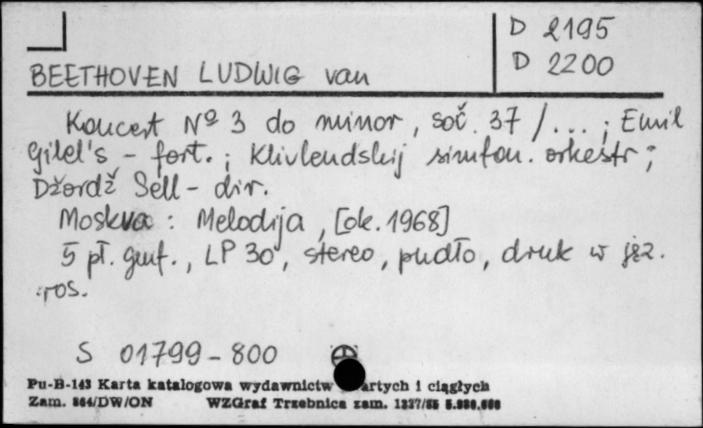 D 2195
D 2200
BEETHOVEN LUDWIG van
Koncert № 3 do minor, soč. 37 / ... ; Emil
Gilel's - fort. ; Klivlendskij simfon. orkestr ;
Džordž Sell - dir.
Moskva : Melodija, [ok. 1968]
5 pł. gmf., LP 30, stereo, pudło, druk w jęz.
ros.
S 01799-800
Pu-B-143 Karta katalogowa wydawnictw artych i ciągłych
Zam. 864/DW/ON WZGraf Trzebnica zam.